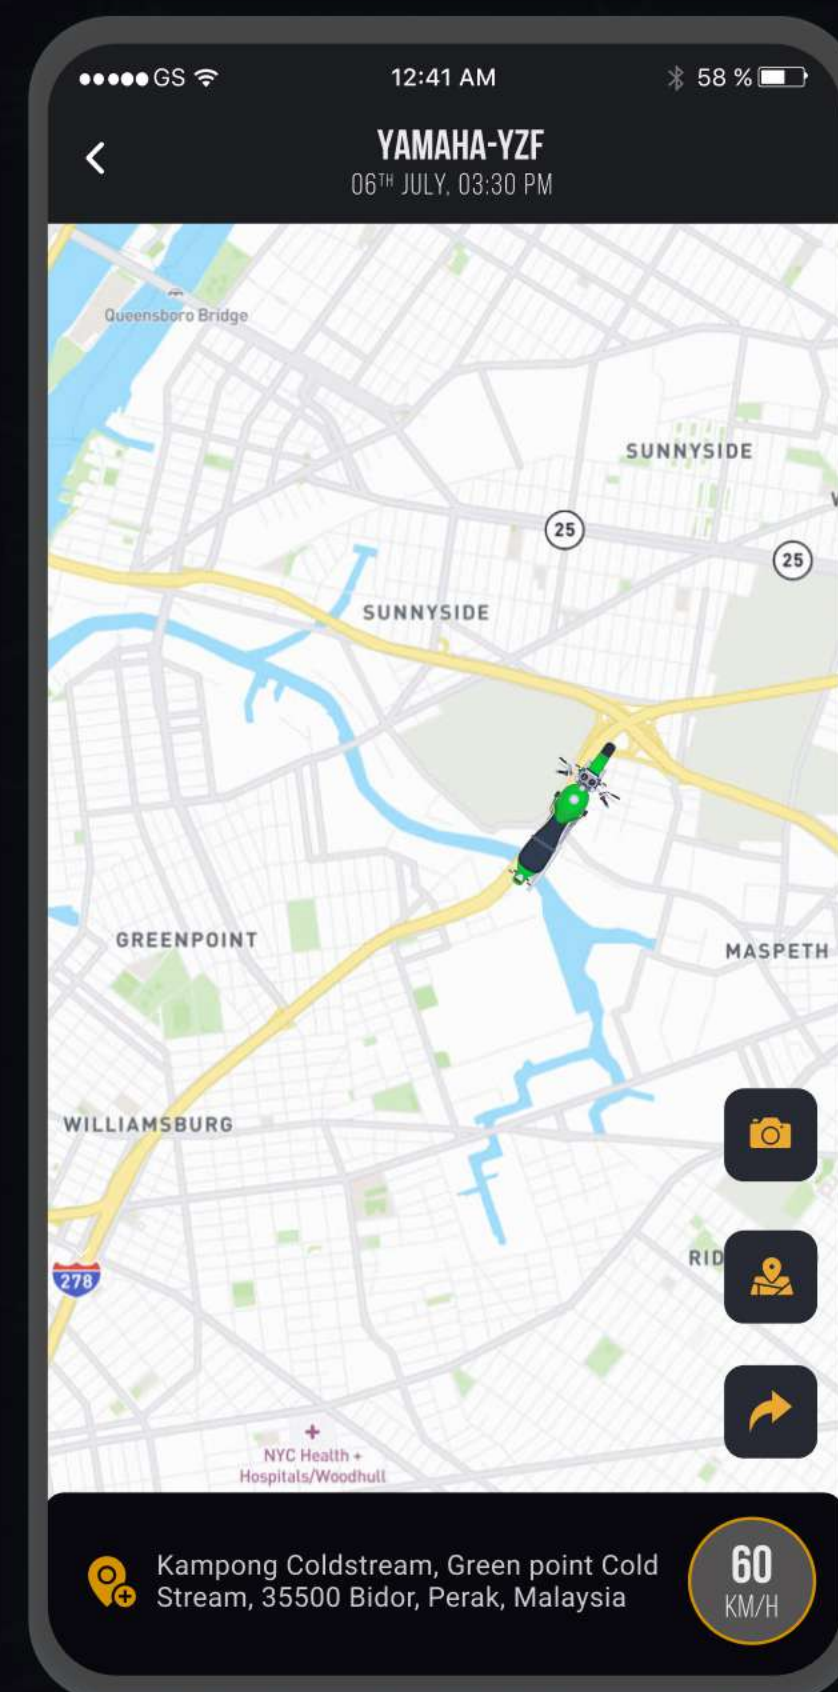 GS
12:41 AM
58 %
YAMAHA-YZF
06TH JULY, 03:30 PM
Queensboro Bridge
SUNNYSIDE
25
25
SUNNYSIDE
GREENPOINT
MASPETH
WILLIAMSBURG
RID
278
NYC Health +
Hospitals/Woodhull
Kampong Coldstream, Green point Cold
Stream, 35500 Bidor, Perak, Malaysia
60
KM/H